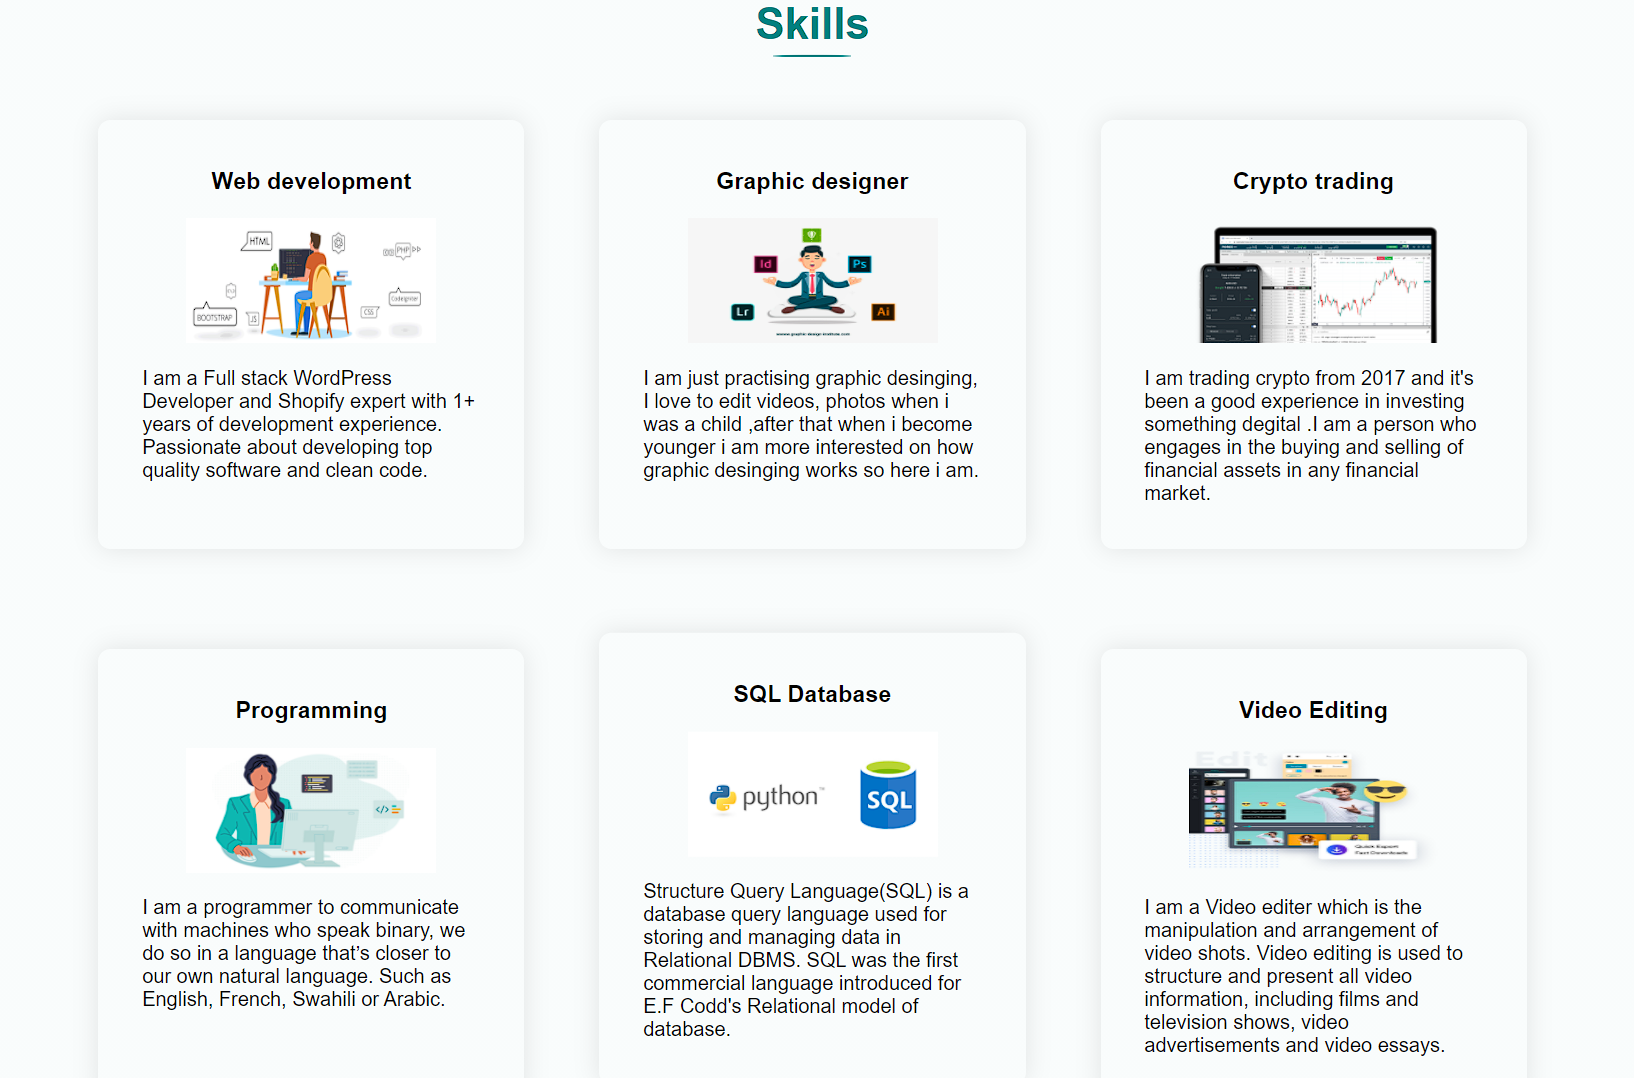 Skills
Web development
HTML
PHP
BOOTSTRAP
JS
CSS
CodeIgniter
I am a Full stack WordPress
Developer and Shopify expert with 1+
years of development experience.
Passionate about developing top
quality software and clean code.
Graphic designer
Id
Ps
Lr
Ai
I am just practising graphic desinging,
I love to edit videos, photos when i
was a child ,after that when i become
younger i am more interested on how
graphic desinging works so here i am.
Crypto trading
I am trading crypto from 2017 and it's
been a good experience in investing
something degital .I am a person who
engages in the buying and selling of
financial assets in any financial
market.
Programming
</>
I am a programmer to communicate
with machines who speak binary, we
do so in a language that’s closer to
our own natural language. Such as
English, French, Swahili or Arabic.
SQL Database
python™
SQL
Structure Query Language(SQL) is a
database query language used for
storing and managing data in
Relational DBMS. SQL was the first
commercial language introduced for
E.F Codd's Relational model of
database.
Video Editing
Edit
Quick Export
Fast Downloads
I am a Video editer which is the
manipulation and arrangement of
video shots. Video editing is used to
structure and present all video
information, including films and
television shows, video
advertisements and video essays.